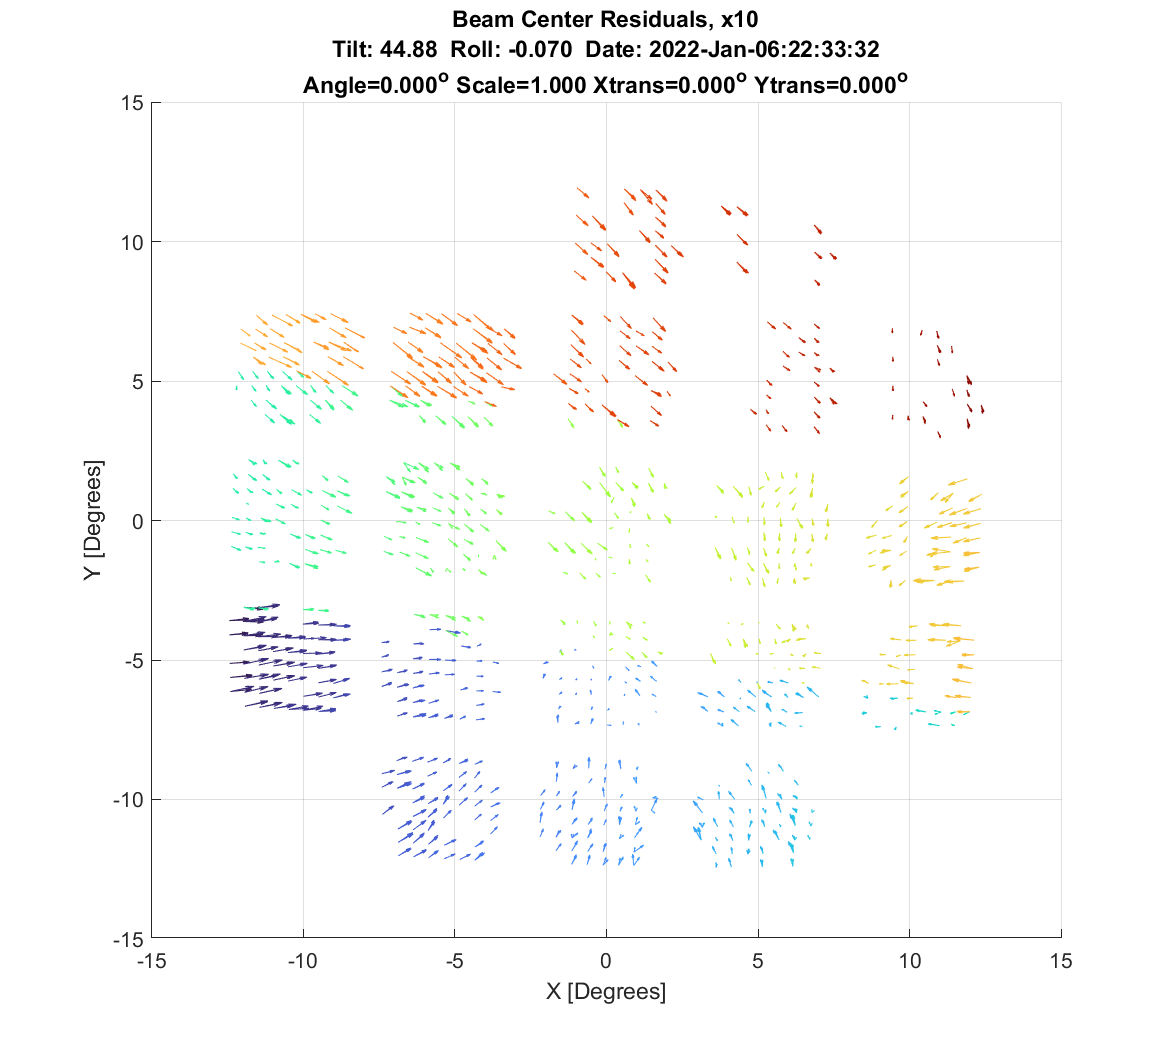 Beam Center Residuals, x10
Tilt: 44.88 Roll: -0.070 Date: 2022-Jan-06:22:33:32
Angle=0.000° Scale=1.000 Xtrans=0.000° Ytrans=0.000°
15
10
5
0
-5
-10
-15
Y [Degrees]
-15 -10 -5 0 5 10 15
X [Degrees]